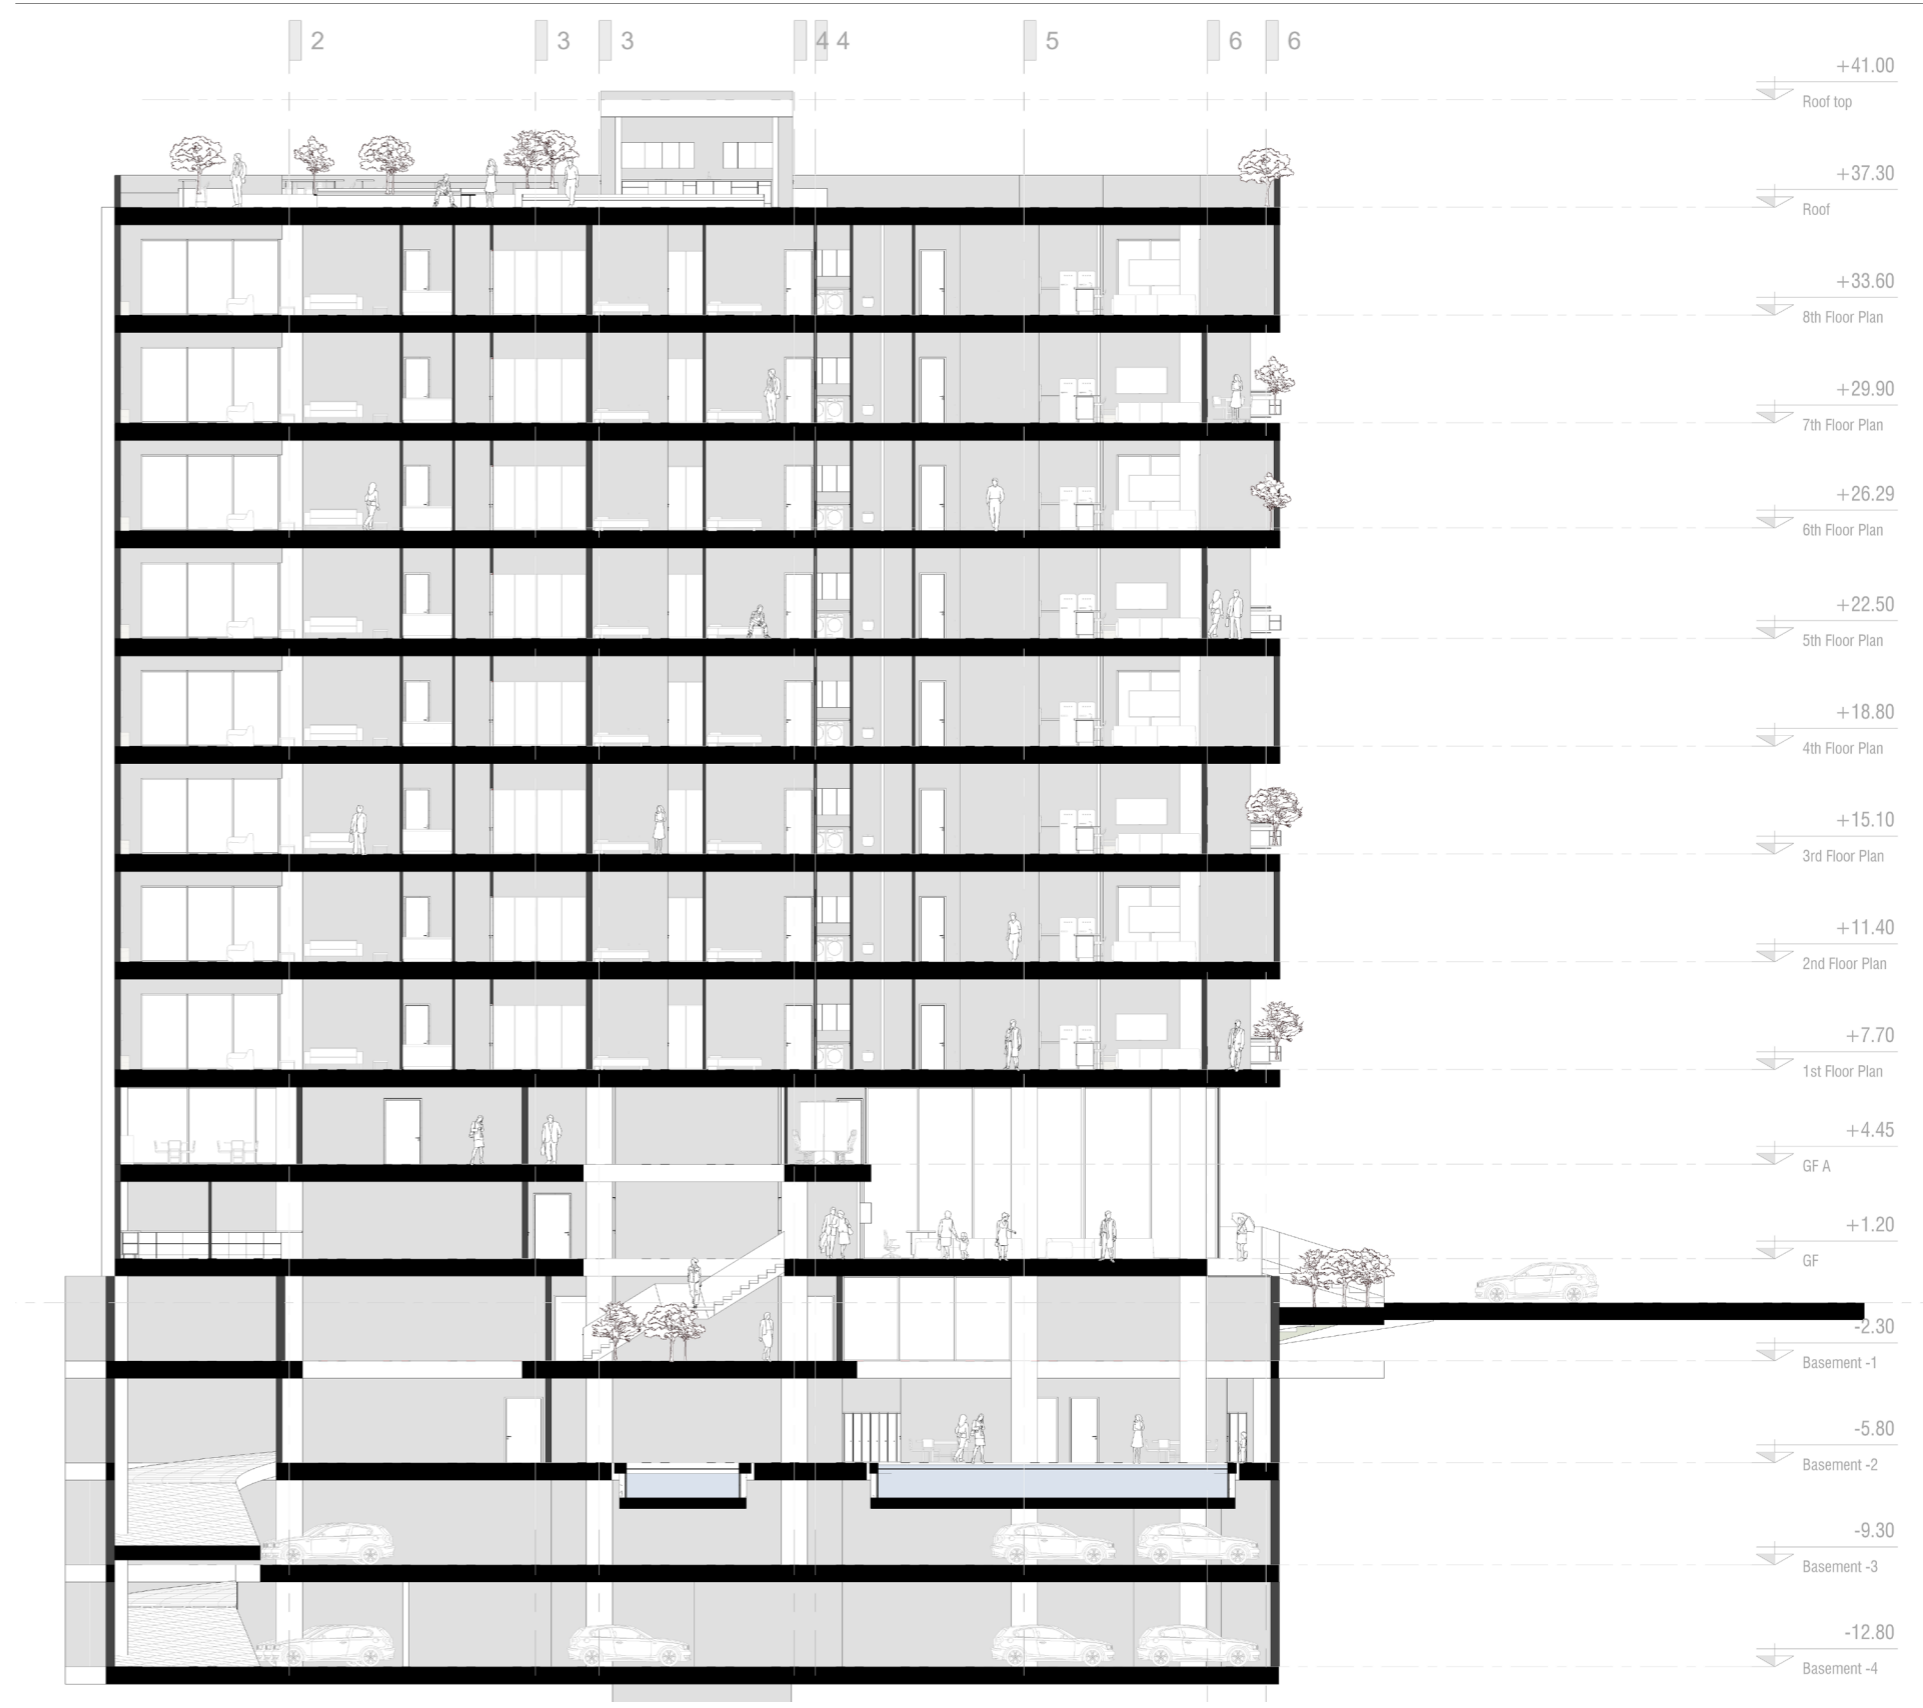 2 3 3 4 4 5 6 6
+41.00
Roof top
+37.30
Roof
+33.60
8th Floor Plan
+29.90
7th Floor Plan
+26.29
6th Floor Plan
+22.50
5th Floor Plan
+18.80
4th Floor Plan
+15.10
3rd Floor Plan
+11.40
2nd Floor Plan
+7.70
1st Floor Plan
+4.45
GF A
+1.20
GF
-2.30
Basement -1
-5.80
Basement -2
-9.30
Basement -3
-12.80
Basement -4